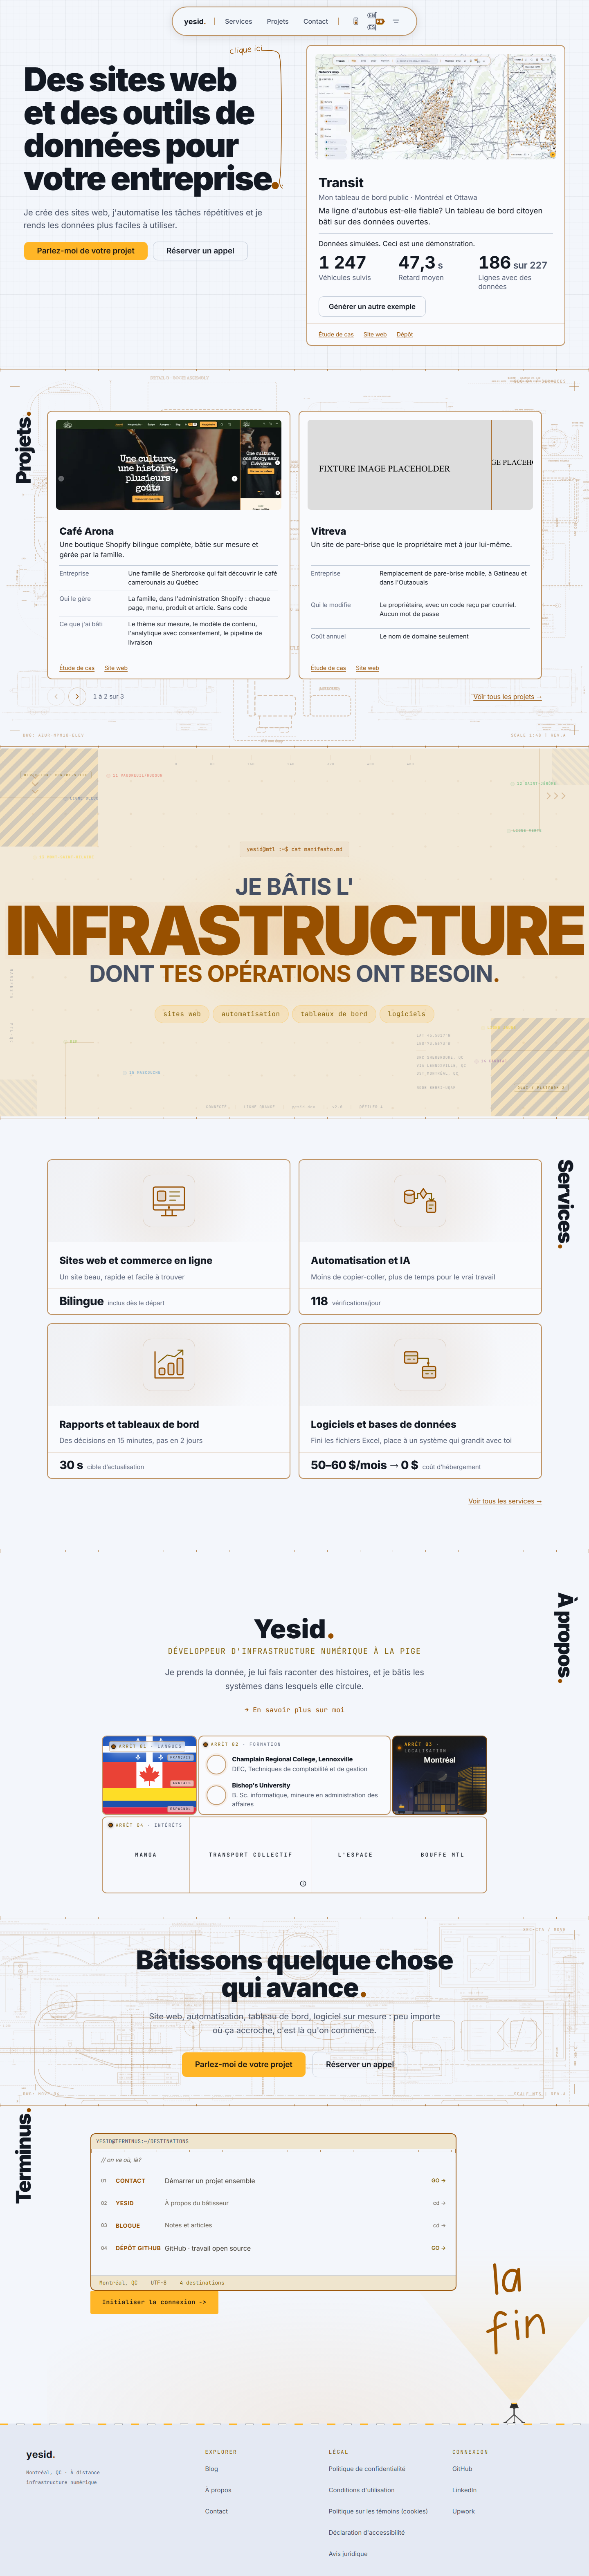 yesid.
Services
Projets
Contact
FR
clique ici
Des sites web
et des outils de
données pour
votre entreprise
Je crée des sites web, j'automatise les tâches répétitives et je
rends les données plus faciles à utiliser.
Parlez-moi de votre projet
Réserver un appel
Transit
Mon tableau de bord public · Montréal et Ottawa
Ma ligne d'autobus est-elle fiable? Un tableau de bord citoyen
bâti sur des données ouvertes.
Données simulées. Ceci est une démonstration.
1 247
47,3 s
186 sur 227
Véhicules suivis
Retard moyen
Lignes avec des
données
Générer un autre exemple
Étude de cas
Site web
Dépôt
Projets.
Une cuisine,
une histoire,
plusieurs
goûts
FIXTURE IMAGE PLACEHOLDER
Café Arona
Une boutique Shopify bilingue complète, bâtie sur mesure et
gérée par la famille.
Entreprise
Une famille de Sherbrooke qui fait découvrir le café
camerounais au Québec
Qui le gère
La famille, dans l'administration Shopify : chaque
page, menu, produit et article. Sans code
Ce que j'ai bâti
Le thème sur mesure, le modèle de contenu,
l'analytique avec consentement, le pipeline de
livraison
Étude de cas
Site web
Vitreva
Un site de pare-brise que le propriétaire met à jour lui-même.
Entreprise
Remplacement de pare-brise mobile, à Gatineau et
dans l'Outaouais
Qui le modifie
Le propriétaire, avec un code reçu par courriel.
Aucun mot de passe
Coût annuel
Le nom de domaine seulement
Étude de cas
Site web
1 à 2 sur 3
Voir tous les projets →
yesid@mtl :~$ cat manifesto.md
JE BÂTIS L'
INFRASTRUCTURE
DONT TES OPÉRATIONS ONT BESOIN.
sites web
automatisation
tableaux de bord
logiciels
Services.
Sites web et commerce en ligne
Un site beau, rapide et facile à trouver
Bilingue inclus dès le départ
Automatisation et IA
Moins de copier-coller, plus de temps pour le vrai travail
118 vérifications/jour
Rapports et tableaux de bord
Des décisions en 15 minutes, pas en 2 jours
30 s cible d'actualisation
Logiciels et bases de données
Fini les fichiers Excel, place à un système qui grandit avec toi
50–60 $/mois → 0 $ coût d'hébergement
Voir tous les services →
À propos.
Yesid.
DÉVELOPPEUR D'INFRASTRUCTURE NUMÉRIQUE À LA PIGE
Je prends la donnée, je lui fais raconter des histoires, et je bâtis les
systèmes dans lesquels elle circule.
→ En savoir plus sur moi
ARRÊT 01 · LANGUES
FRANÇAIS
ANGLAIS
ESPAGNOL
ARRÊT 02 · FORMATION
Champlain Regional College, Lennoxville
DEC, Techniques de comptabilité et de gestion
Bishop's University
B. Sc. informatique, mineure en administration des
affaires
ARRÊT 03 ·
LOCALISATION
Montréal
ARRÊT 04 · INTÉRÊTS
MANGA
TRANSPORT COLLECTIF
L'ESPACE
BOUFFE MTL
Bâtissons quelque chose
qui avance.
Site web, automatisation, tableau de bord, logiciel sur mesure : peu importe
où ça accroche, c'est là qu'on commence.
Parlez-moi de votre projet
Réserver un appel
Terminus.
YESID@TERMINUS:~/DESTINATIONS
// on va où, là?
01 CONTACT Démarrer un projet ensemble GO →
02 YESID À propos du bâtisseur cd →
03 BLOGUE Notes et articles cd →
04 DÉPÔT GITHUB GitHub · travail open source GO →
Montréal, QC UTF-8 4 destinations
Initialiser la connexion ->
la
fin
yesid.
Montréal, QC · À distance
infrastructure numérique
EXPLORER
Blog
À propos
Contact
LÉGAL
Politique de confidentialité
Conditions d'utilisation
Politique sur les témoins (cookies)
Déclaration d'accessibilité
Avis juridique
CONNEXION
GitHub
LinkedIn
Upwork